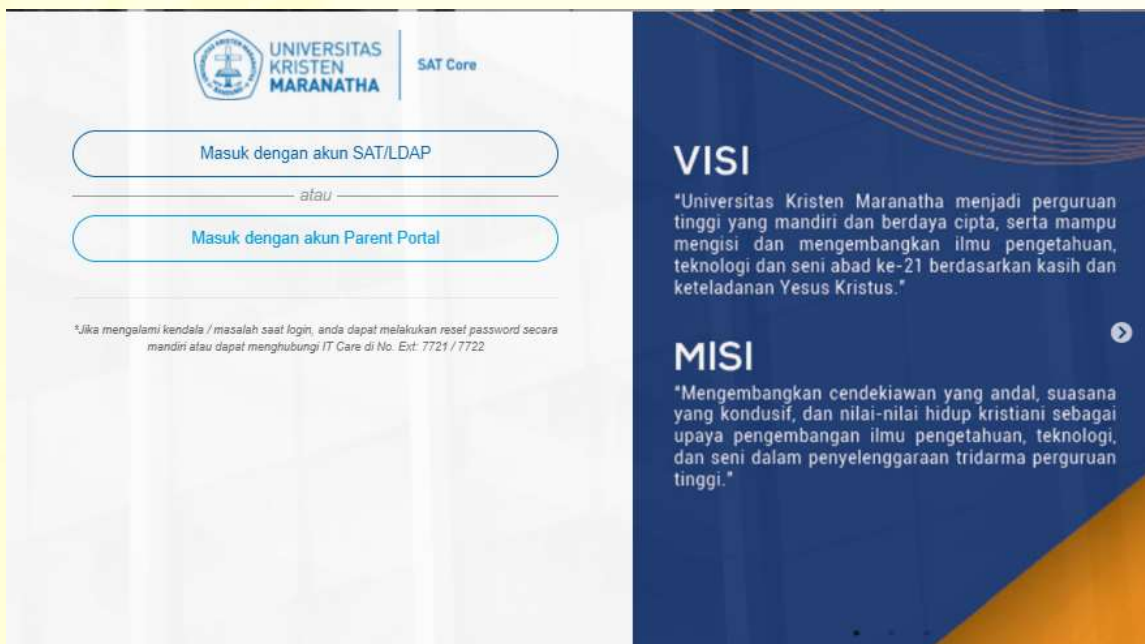 UNIVERSITAS
KRISTEN
MARANATHA
SAT Core
Masuk dengan akun SAT/LDAP
atau
Masuk dengan akun Parent Portal
*Jika mengalami kendala / masalah saat login, anda dapat melakukan reset password secara
mandiri atau dapat menghubungi IT Care di No. Ext: 7721 / 7722
VISI
"Universitas Kristen Maranatha menjadi perguruan
tinggi yang mandiri dan berdaya cipta, serta mampu
mengisi dan mengembangkan ilmu pengetahuan,
teknologi dan seni abad ke-21 berdasarkan kasih dan
keteladanan Yesus Kristus."
MISI
"Mengembangkan cendekiawan yang andal, suasana
yang kondusif, dan nilai-nilai hidup kristiani sebagai
upaya pengembangan ilmu pengetahuan, teknologi,
dan seni dalam penyelenggaraan tridarma perguruan
tinggi."